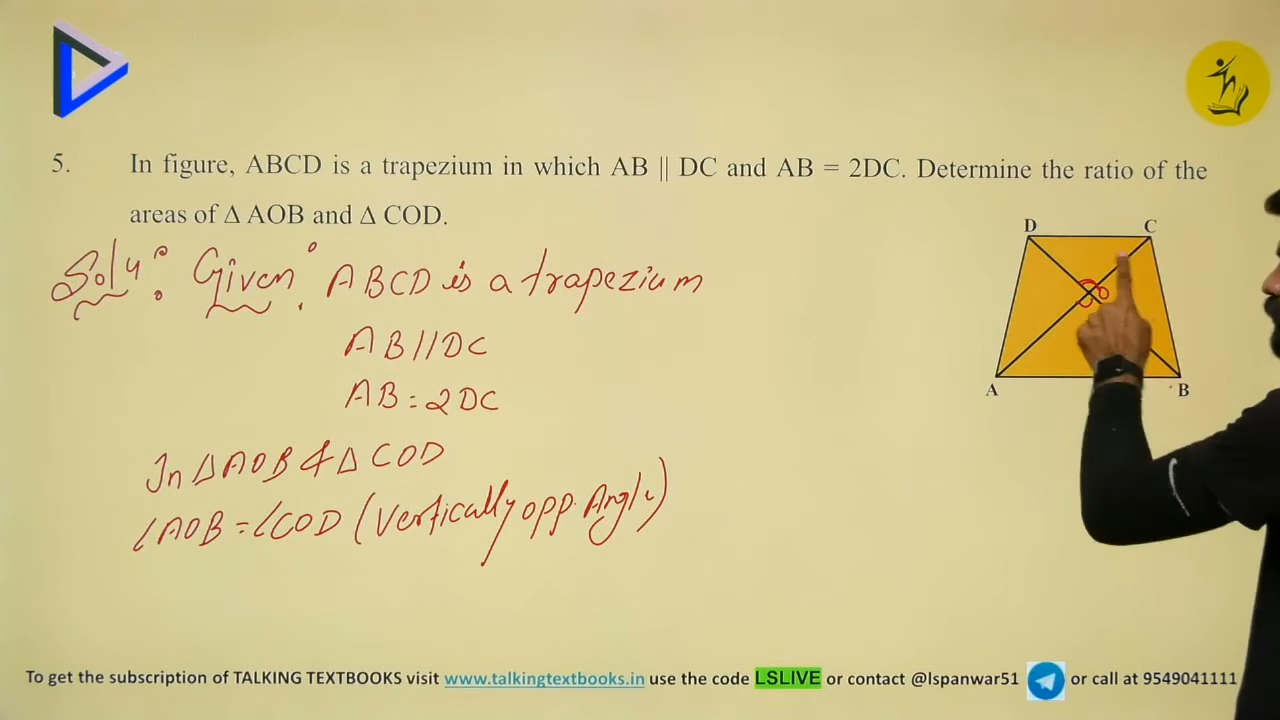 5. In figure, ABCD is a trapezium in which AB || DC and AB = 2DC. Determine the ratio of the
areas of Δ AOB and Δ COD.
D C
Soln: Given: ABCD is a trapezium
AB//DC
AB = 2DC
A B
In Δ AOB & Δ COD
∠AOB = ∠COD (Vertically opp. Angle)
To get the subscription of TALKING TEXTBOOKS visit www.talkingtextbooks.in use the code LSLIVE or contact @lspanwar51 or call at 9549041111